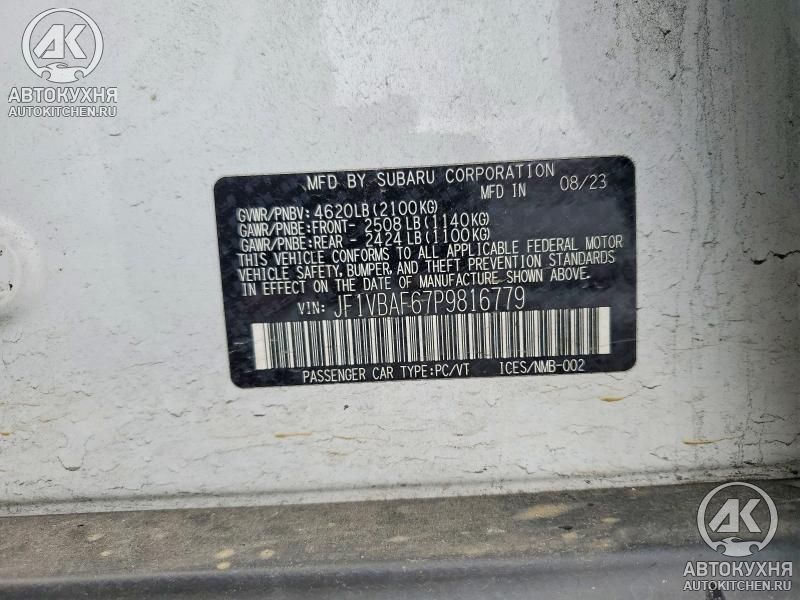 AK
АВТОКУХНЯ
AUTOKITCHEN.RU
MFD BY SUBARU CORPORATION
MFD IN 08/23
GVWR/PNBV: 4620LB(2100KG)
GAWR/PNBE:FRONT- 2508LB(1140KG)
GAWR/PNBE:REAR - 2424LB(1100KG)
THIS VEHICLE CONFORMS TO ALL APPLICABLE FEDERAL MOTOR
VEHICLE SAFETY, BUMPER, AND THEFT PREVENTION STANDARDS
IN EFFECT ON THE DATE OF MANUFACTURE SHOWN ABOVE.
VIN: JF1VBAF67P9816779
PASSENGER CAR TYPE:PC/VT ICES/NMB-002
AK
АВТОКУХНЯ
AUTOKITCHEN.RU